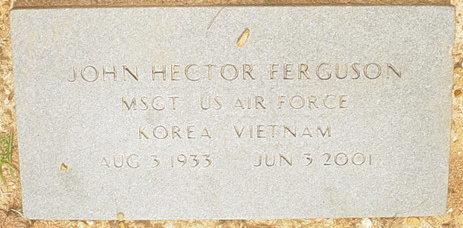 JOHN HECTOR FERGUSON
MSGT US AIR FORCE
KOREA VIETNAM
AUG 3 1933 JUN 3 2001